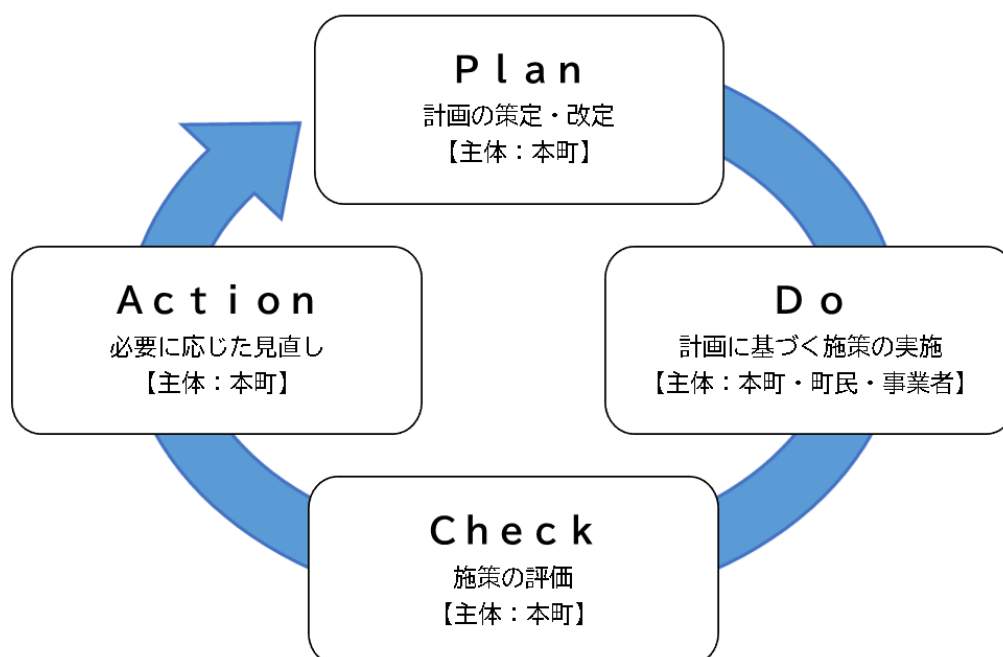 Ｐｌａｎ
計画の策定・改定
【主体：本町】
Ｄｏ
計画に基づく施策の実施
【主体：本町・町民・事業者】
Ｃｈｅｃｋ
施策の評価
【主体：本町】
Ａｃｔｉｏｎ
必要に応じた見直し
【主体：本町】